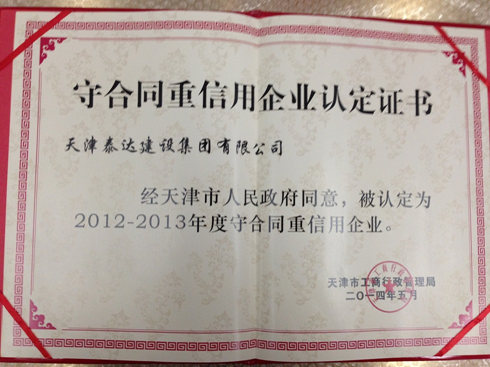 守合同重信用企业认定证书
天津泰达建设集团有限公司
经天津市人民政府同意，被认定为
2012-2013年度守合同重信用企业。
天津市工商行政管理局
二〇一四年五月